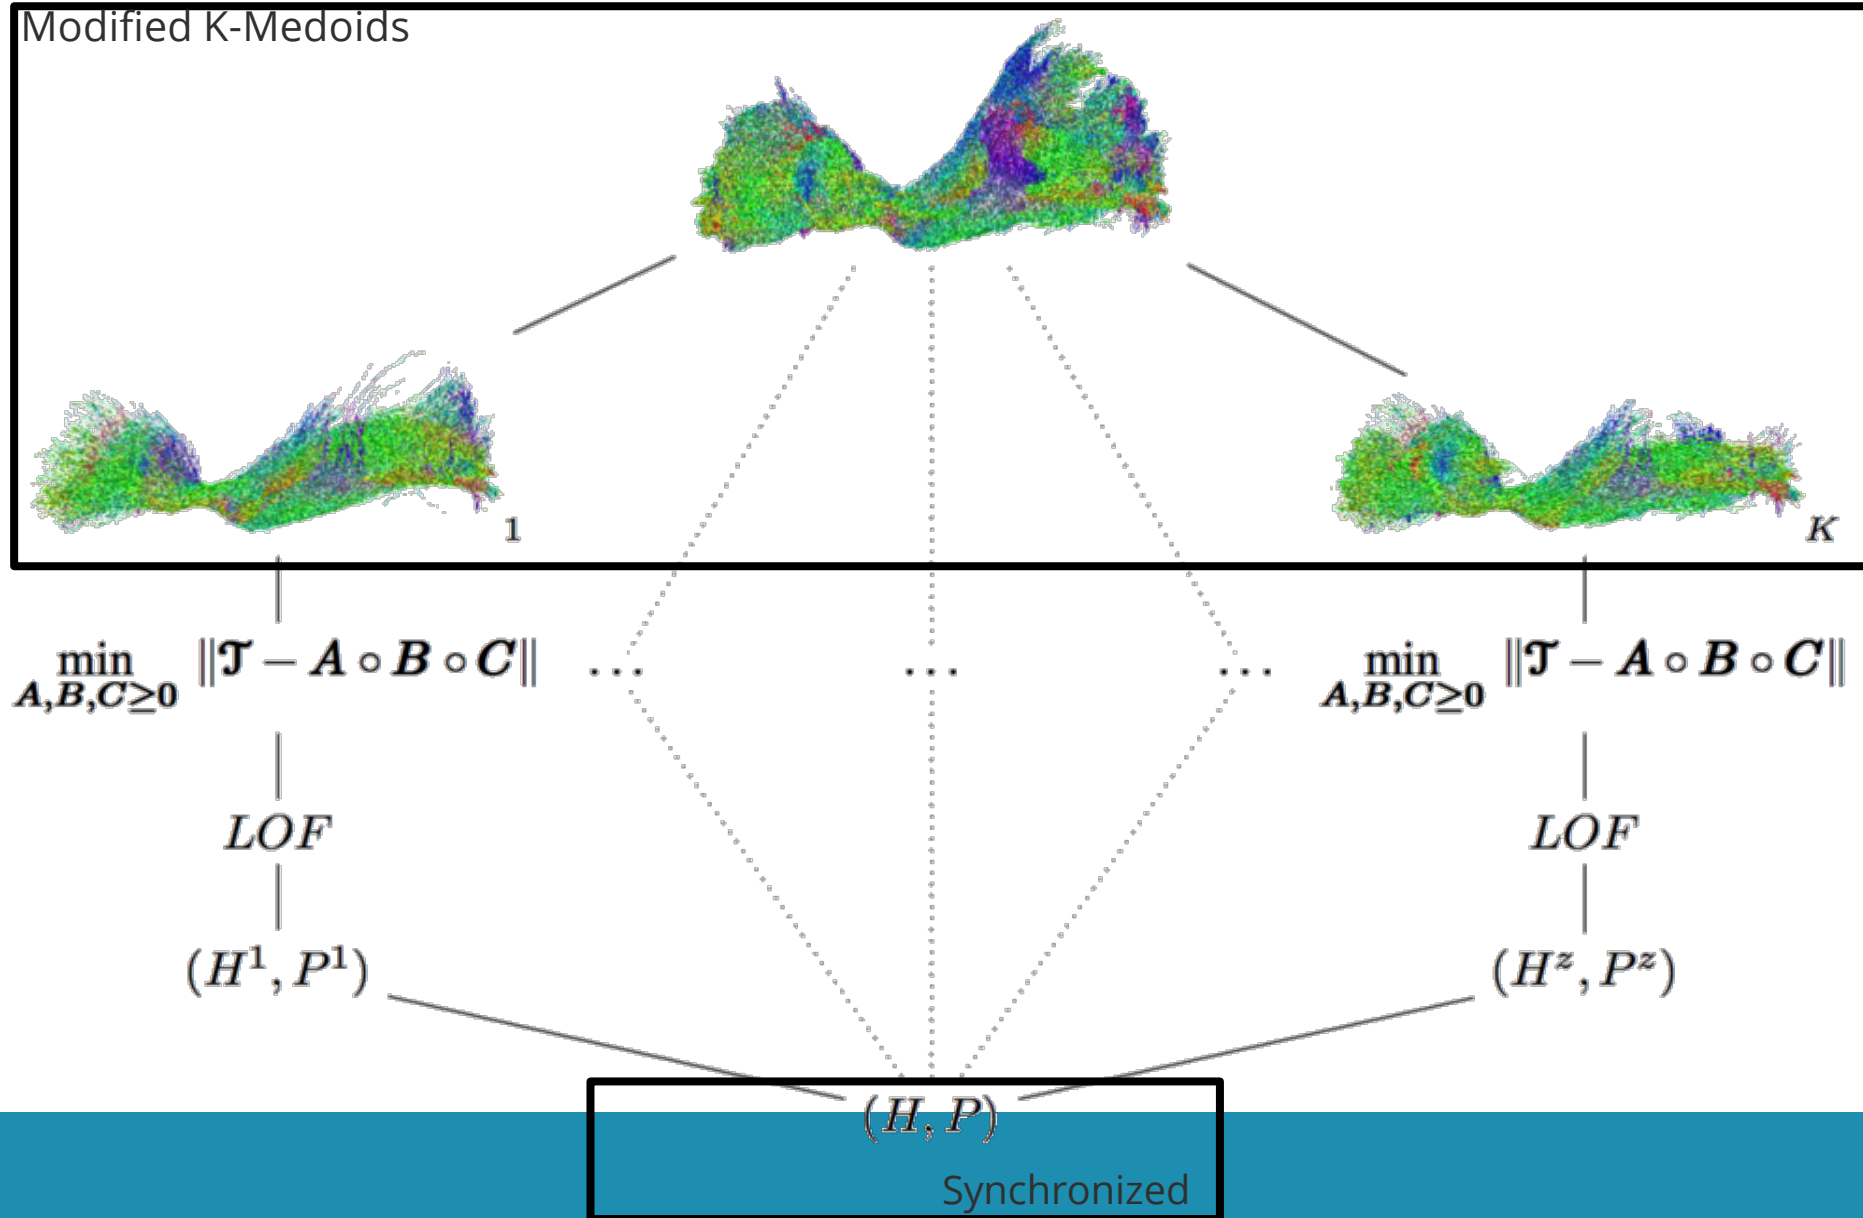 Modified K-Medoids
1
K
min ‖𝒯 − A ∘ B ∘ C‖ ... ... ... min ‖𝒯 − A ∘ B ∘ C‖
A,B,C≥0 A,B,C≥0
LOF LOF
(H¹, P¹) (Hᶻ, Pᶻ)
(H, P)
Synchronized